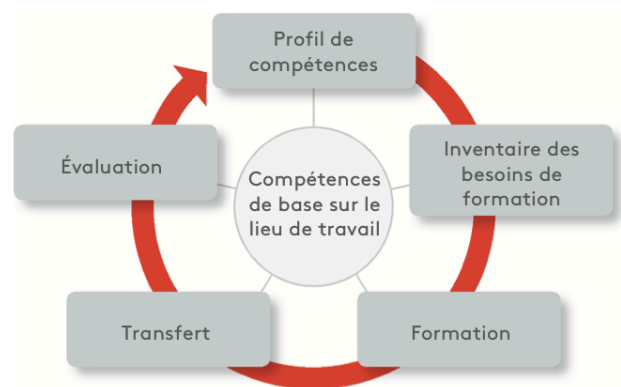 Profil de
compétences
Inventaire des
besoins de
formation
Évaluation
Compétences
de base sur le
lieu de travail
Transfert
Formation